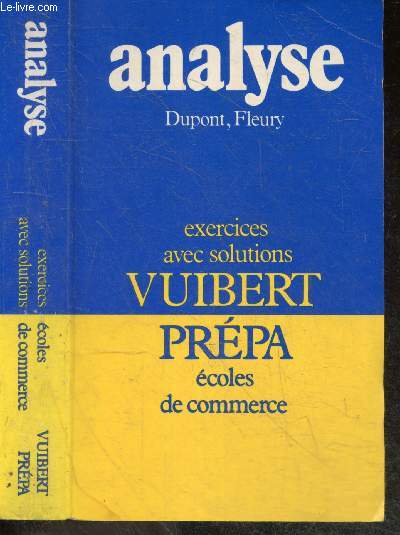 Le-livre.com
analyse
Dupont, Fleury
exercices
avec solutions
VUIBERT
PRÉPA
écoles
de commerce
analyse
exercices écoles VUIBERT
avec solutions de commerce PRÉPA